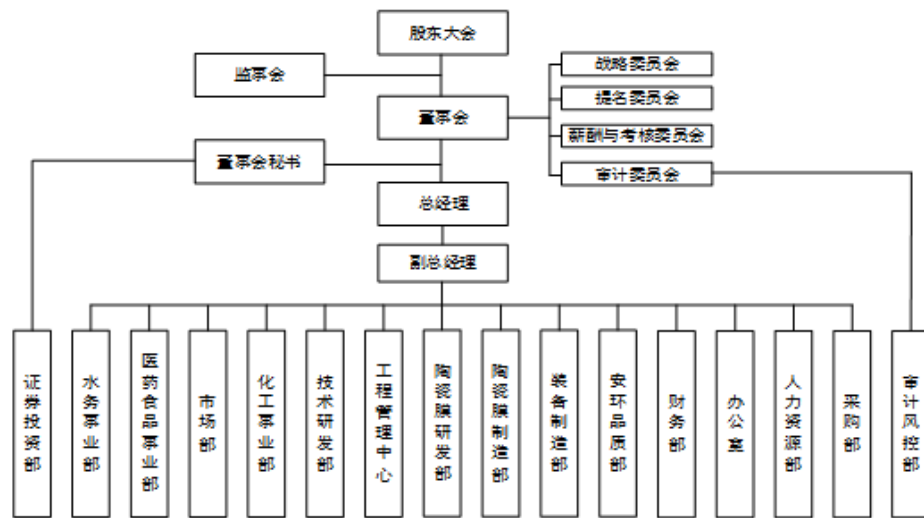 股东大会
监事会
战略委员会
提名委员会
董事会
薪酬与考核委员会
董事会秘书
审计委员会
总经理
副总经理
证券投资部
水务事业部
医药食品事业部
市场部
化工事业部
技术研发部
工程管理中心
陶瓷膜研发部
陶瓷膜制造部
装备制造部
安环品质部
财务部
办公室
人力资源部
采购部
审计风控部